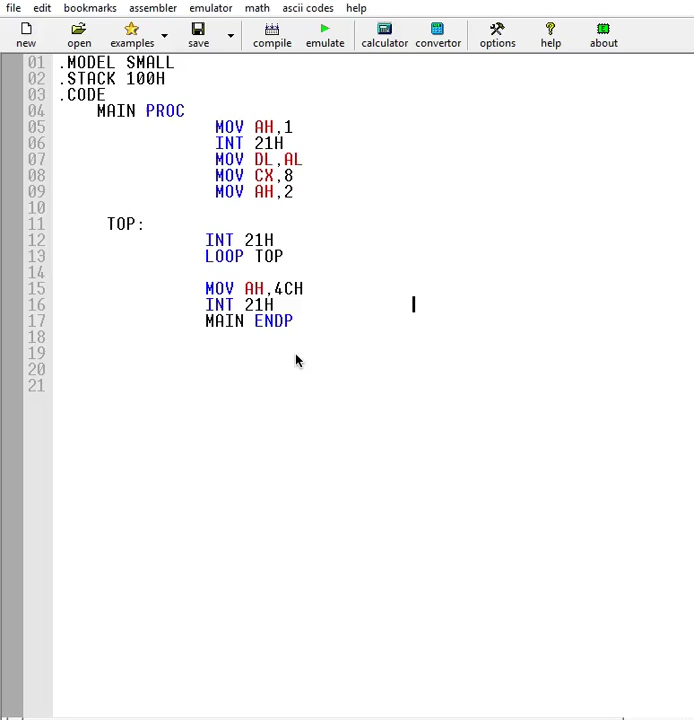 file edit bookmarks assembler emulator math ascii codes help
new open examples save compile emulate calculator convertor options help about
01 .MODEL SMALL
02 .STACK 100H
03 .CODE
04 MAIN PROC
05 MOV AH,1
06 INT 21H
07 MOV DL,AL
08 MOV CX,8
09 MOV AH,2
10
11 TOP:
12 INT 21H
13 LOOP TOP
14
15 MOV AH,4CH
16 INT 21H
17 MAIN ENDP
18
19
20
21